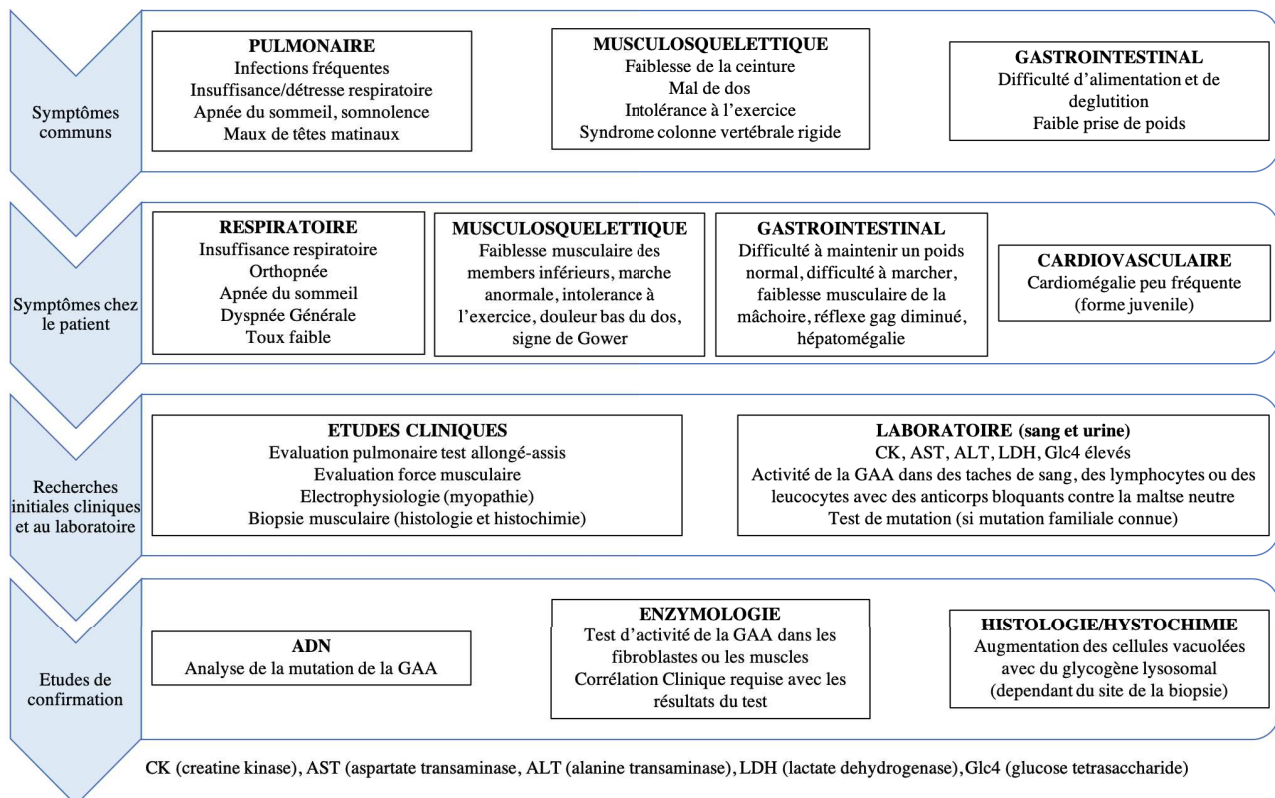 Symptômes
communs
PULMONAIRE
Infections fréquentes
Insuffisance/détresse respiratoire
Apnée du sommeil, somnolence
Maux de têtes matinaux
MUSCULOSQUELETTIQUE
Faiblesse de la ceinture
Mal de dos
Intolérance à l'exercice
Syndrome colonne vertébrale rigide
GASTROINTESTINAL
Difficulté d'alimentation et de
deglutition
Faible prise de poids
Symptômes chez
le patient
RESPIRATOIRE
Insuffisance respiratoire
Orthopnée
Apnée du sommeil
Dyspnée Générale
Toux faible
MUSCULOSQUELETTIQUE
Faiblesse musculaire des
members inférieurs, marche
anormale, intolerance à
l'exercice, douleur bas du dos,
signe de Gower
GASTROINTESTINAL
Difficulté à maintenir un poids
normal, difficulté à marcher,
faiblesse musculaire de la
mâchoire, réflexe gag diminué,
hépatomégalie
CARDIOVASCULAIRE
Cardiomégalie peu fréquente
(forme juvenile)
Recherches
initiales cliniques
et au laboratoire
ETUDES CLINIQUES
Evaluation pulmonaire test allongé-assis
Evaluation force musculaire
Electrophysiologie (myopathie)
Biopsie musculaire (histologie et histochimie)
LABORATOIRE (sang et urine)
CK, AST, ALT, LDH, Glc4 élevés
Activité de la GAA dans des taches de sang, des lymphocytes ou des
leucocytes avec des anticorps bloquants contre la maltse neutre
Test de mutation (si mutation familiale connue)
Etudes de
confirmation
ADN
Analyse de la mutation de la GAA
ENZYMOLOGIE
Test d'activité de la GAA dans les
fibroblastes ou les muscles
Corrélation Clinique requise avec les
résultats du test
HISTOLOGIE/HYSTOCHIMIE
Augmentation des cellules vacuolées
avec du glycogène lysosomal
(dependant du site de la biopsie)
CK (creatine kinase), AST (aspartate transaminase, ALT (alanine transaminase), LDH (lactate dehydrogenase), Glc4 (glucose tetrasaccharide)